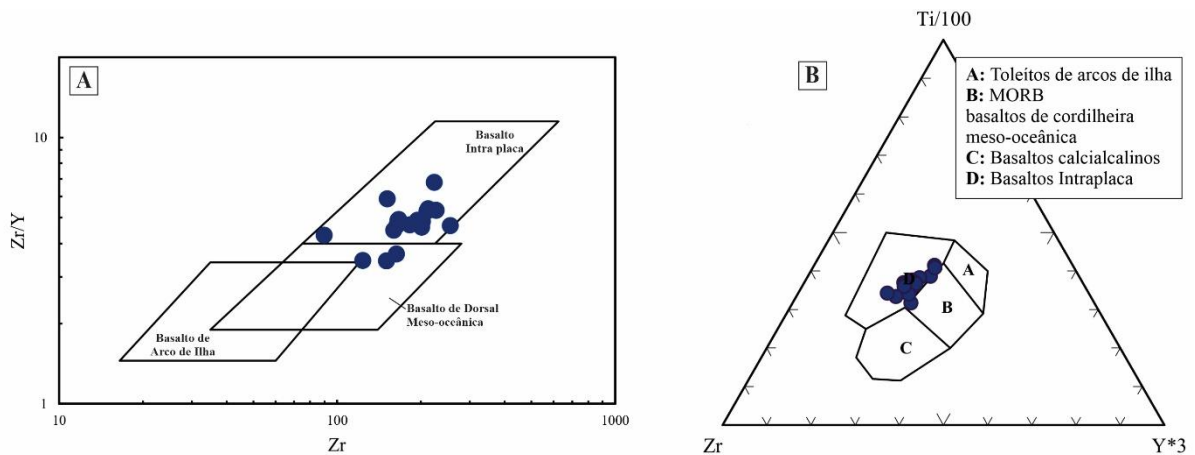 A
Basalto
Intra placa
10
Zr/Y
Basalto de Dorsal
Meso-occânica
Basalto de
Arco de Ilha
1
10
100
1000
Zr
Ti/100
B
A: Toleitos de arcos de ilha
B: MORB
basaltos de cordilheira
meso-oceânica
C: Basaltos calcialcalinos
D: Basaltos Intraplaca
A
D
B
C
Zr
Y*3